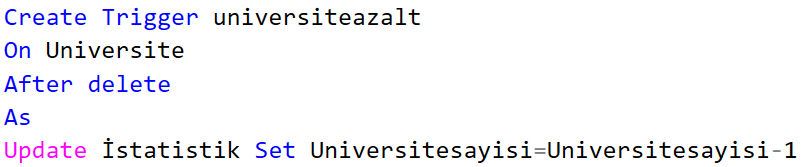 Create Trigger universiteazalt
On Universite
After delete
As
Update İstatistik Set Universitesayisi=Universitesayisi-1